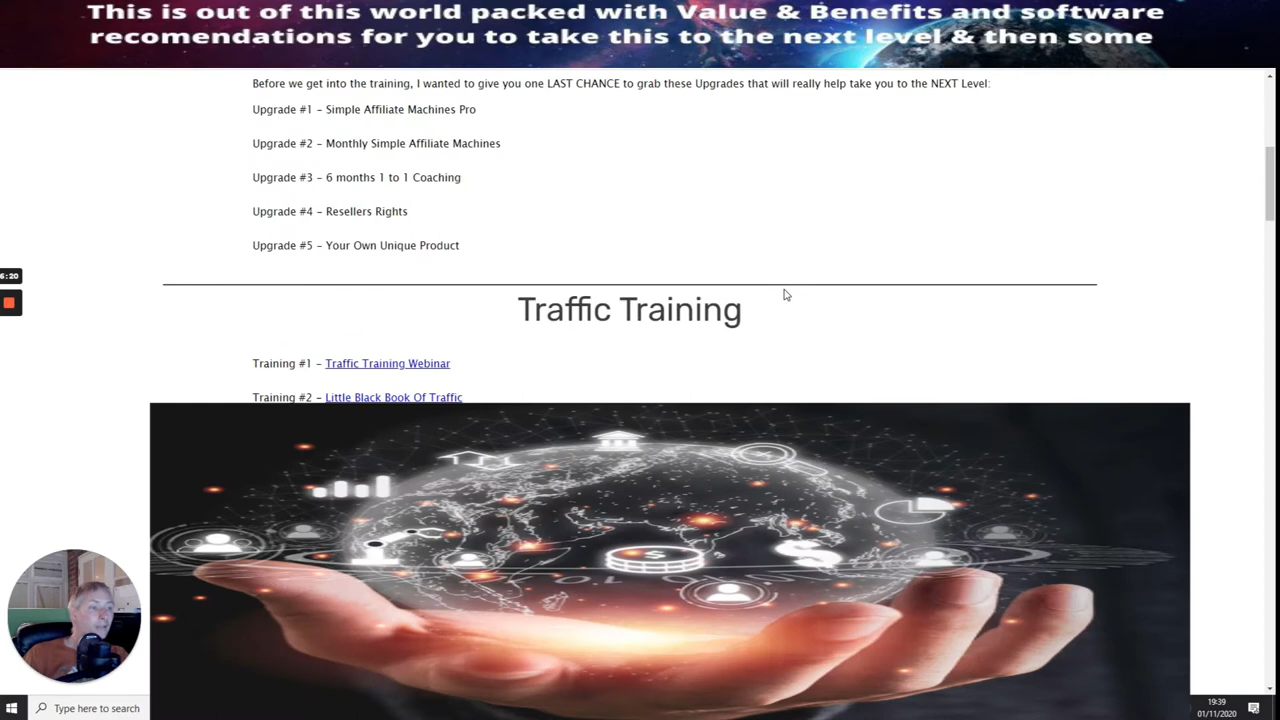 This is out of this world packed with Value & Benefits and software
recomendations for you to take this to the next level & then some
Before we get into the training, I wanted to give you one LAST CHANCE to grab these Upgrades that will really help take you to the NEXT Level:
Upgrade #1 – Simple Affiliate Machines Pro
Upgrade #2 – Monthly Simple Affiliate Machines
Upgrade #3 – 6 months 1 to 1 Coaching
Upgrade #4 – Resellers Rights
Upgrade #5 – Your Own Unique Product
6:20
Traffic Training
Training #1 – Traffic Training Webinar
Training #2 – Little Black Book Of Traffic
Type here to search
19:39
01/11/2020